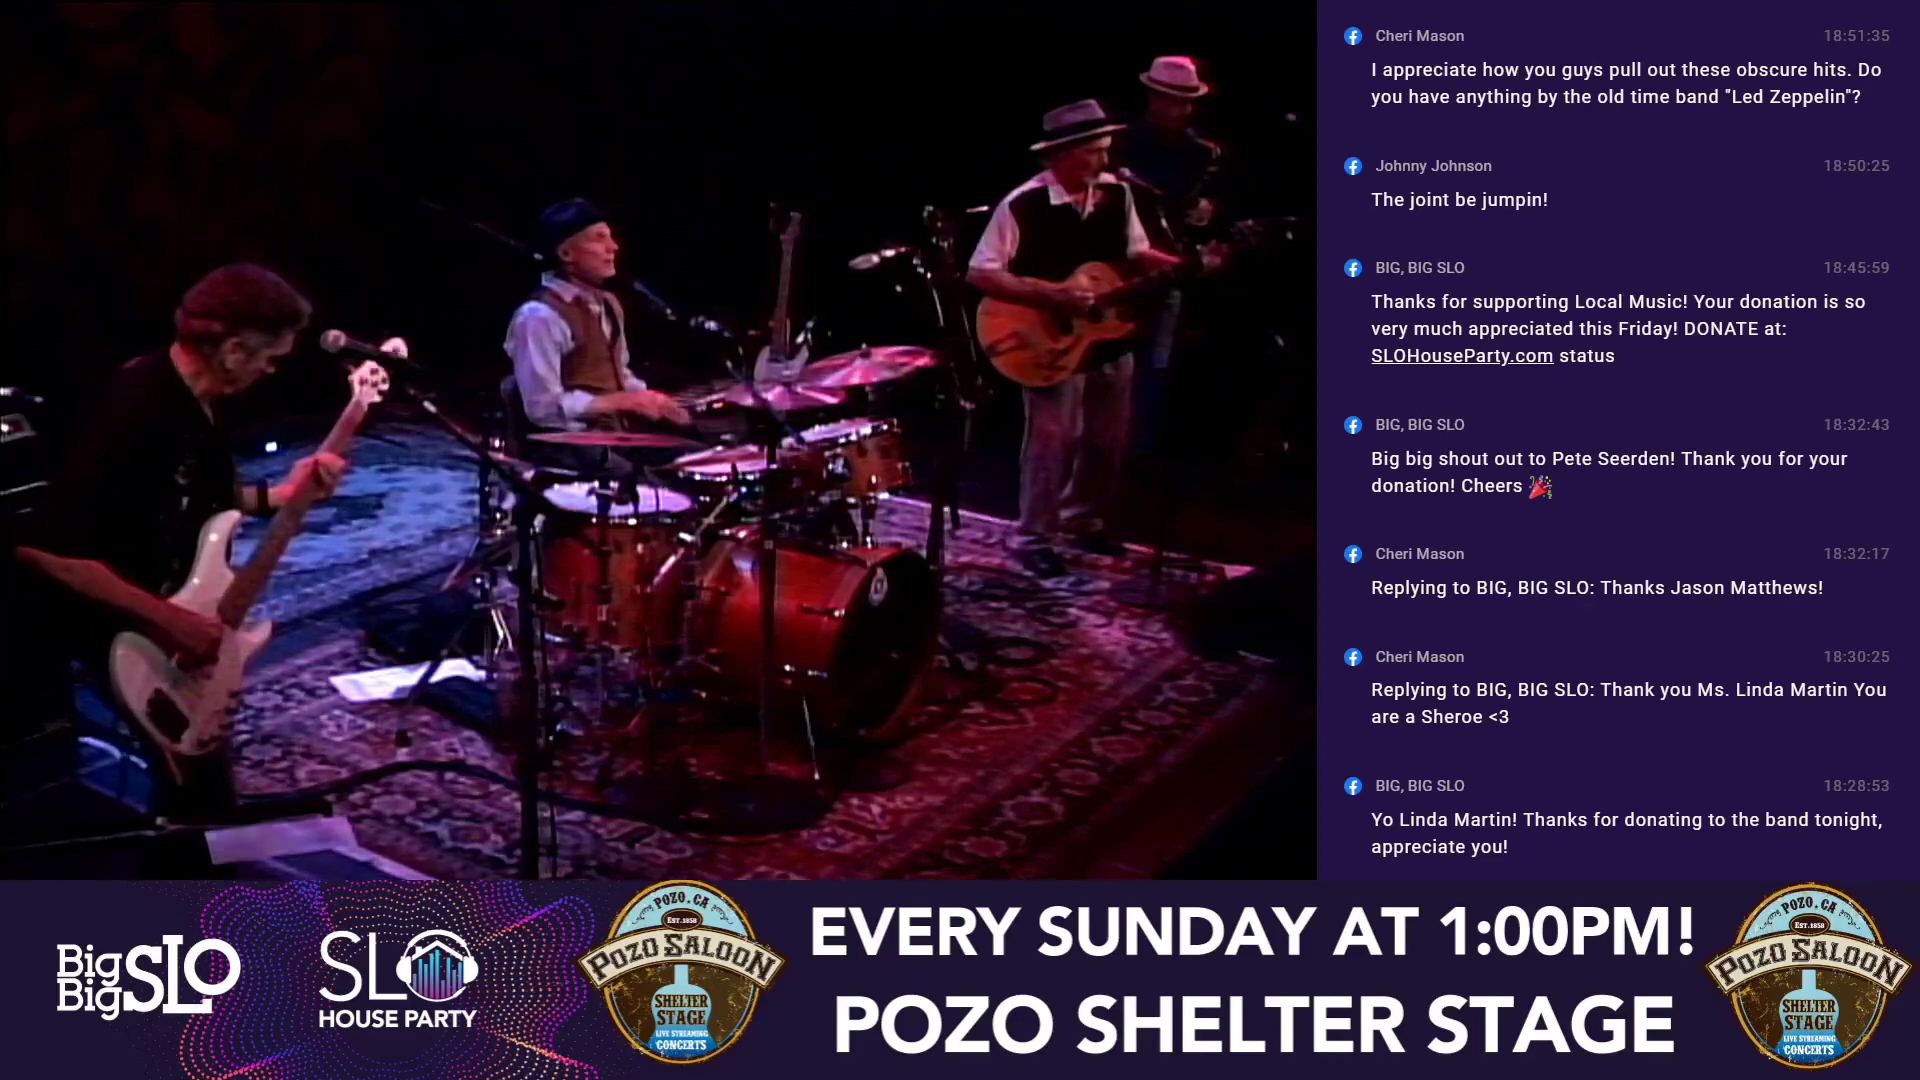 Cheri Mason 18:51:35
I appreciate how you guys pull out these obscure hits. Do
you have anything by the old time band "Led Zeppelin"?
Johnny Johnson 18:50:25
The joint be jumpin!
BIG, BIG SLO 18:45:59
Thanks for supporting Local Music! Your donation is so
very much appreciated this Friday! DONATE at:
SLOHouseParty.com status
BIG, BIG SLO 18:32:43
Big big shout out to Pete Seerden! Thank you for your
donation! Cheers 🎉
Cheri Mason 18:32:17
Replying to BIG, BIG SLO: Thanks Jason Matthews!
Cheri Mason 18:30:25
Replying to BIG, BIG SLO: Thank you Ms. Linda Martin You
are a Sheroe <3
BIG, BIG SLO 18:28:53
Yo Linda Martin! Thanks for donating to the band tonight,
appreciate you!
Big
Big SLO
SLO
HOUSE PARTY
POZO, CA
EST. 1858
POZO SALOON
SHELTER
STAGE
LIVE STREAMING
CONCERTS
EVERY SUNDAY AT 1:00PM!
POZO SHELTER STAGE
POZO, CA
EST. 1858
POZO SALOON
SHELTER
STAGE
LIVE STREAMING
CONCERTS